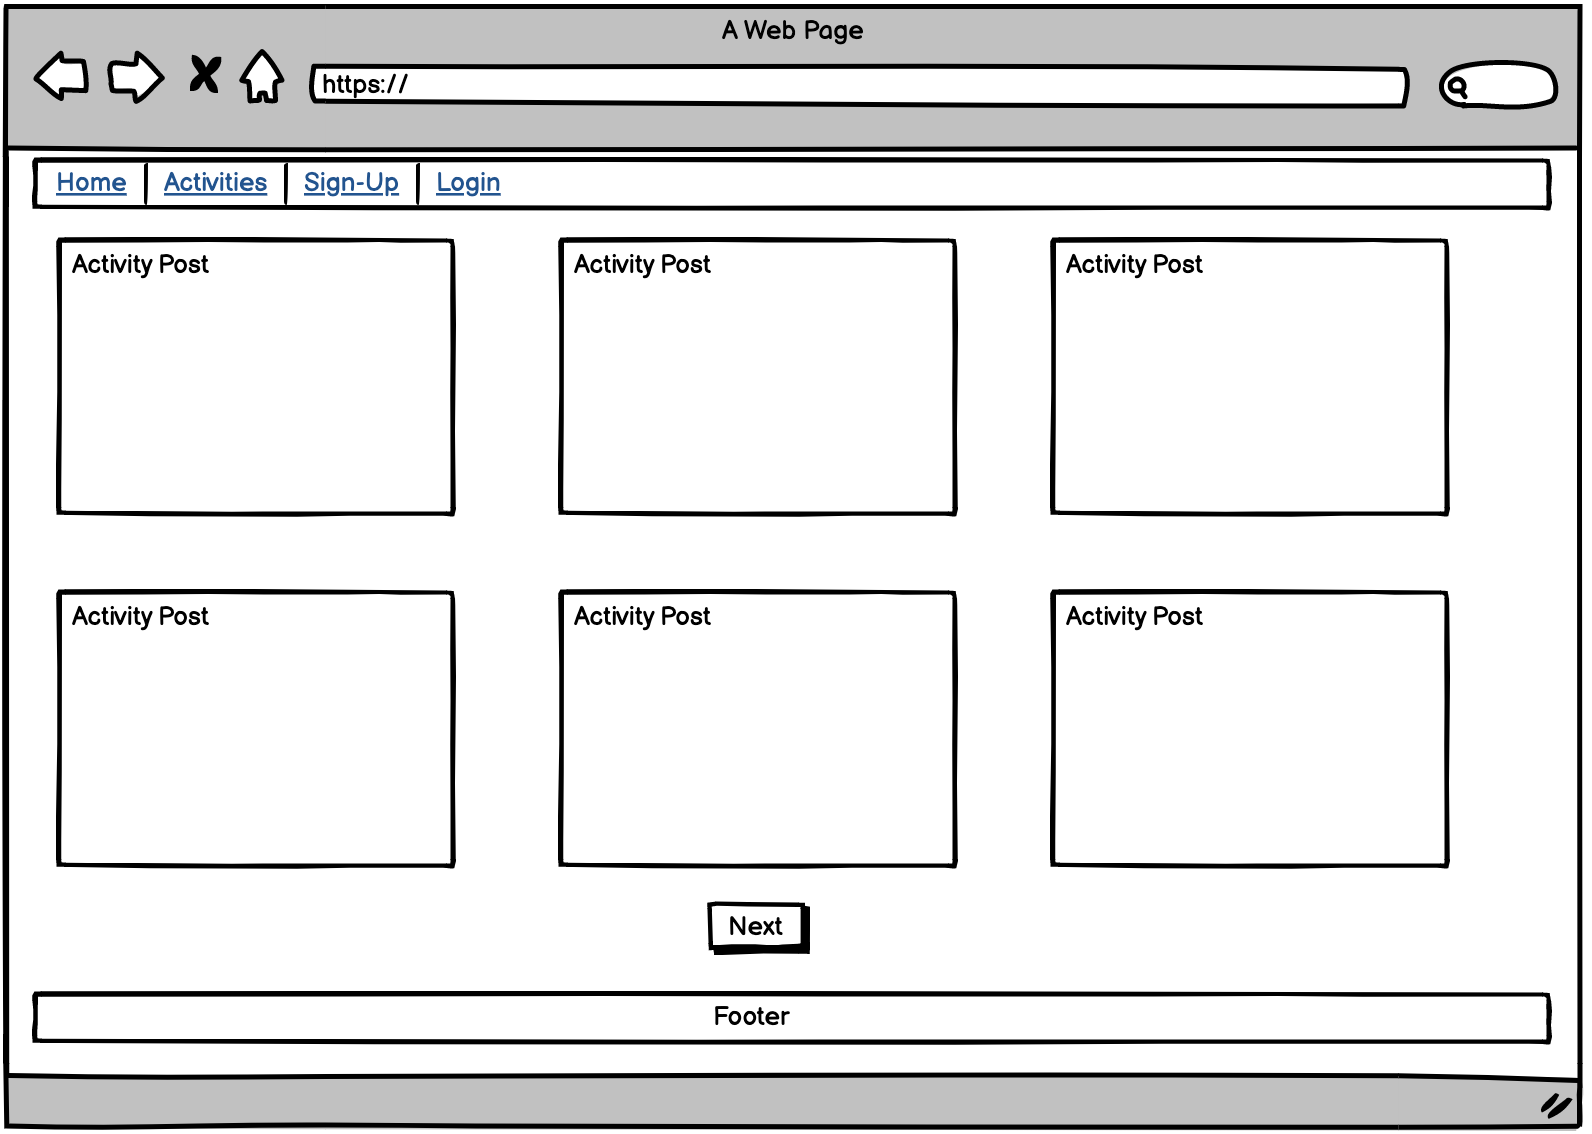 A Web Page
https://
Home Activities Sign-Up Login
Activity Post Activity Post Activity Post
Activity Post Activity Post Activity Post
Next
Footer